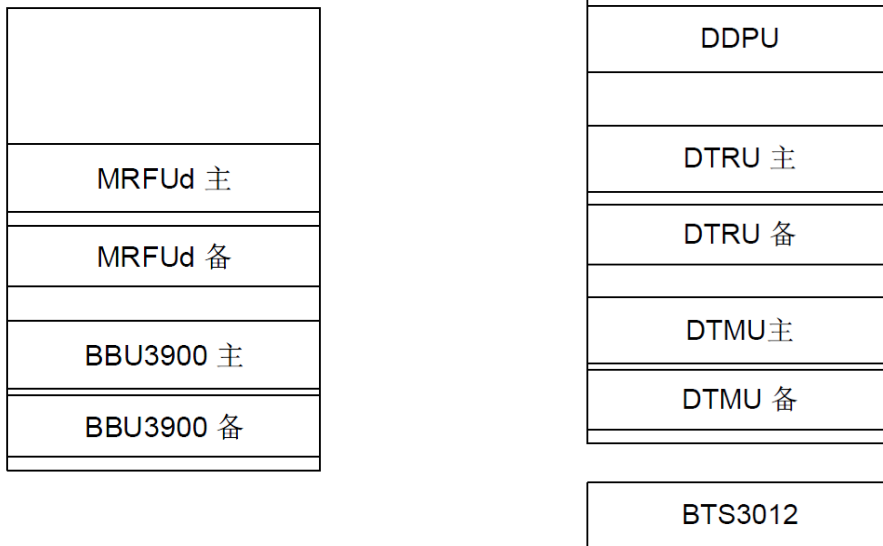 MRFUd 主
MRFUd 备
BBU3900 主
BBU3900 备
DDPU
DTRU 主
DTRU 备
DTMU主
DTMU 备
BTS3012